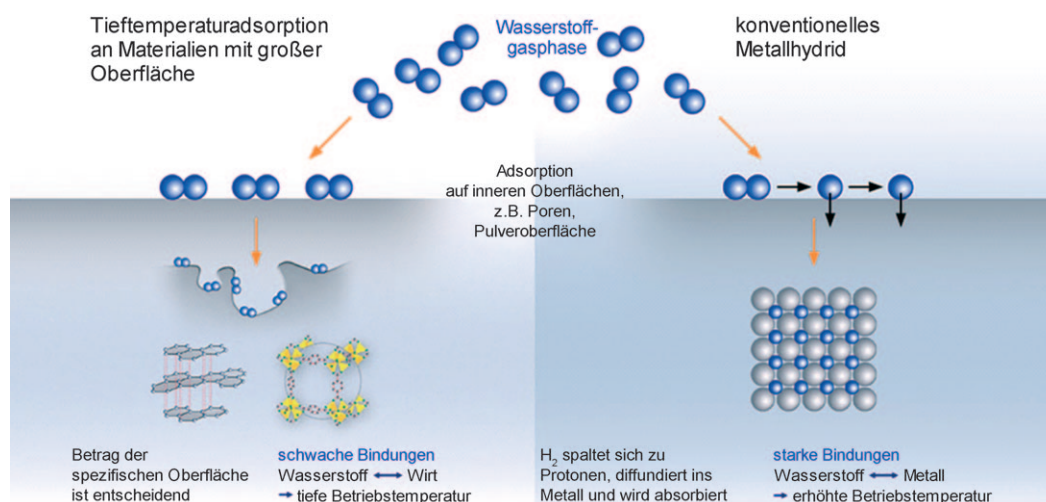 Tieftemperaturadsorption
an Materialien mit großer
Oberfläche
Wasserstoff-
gasphase
konventionelles
Metallhydrid
Adsorption
auf inneren Oberflächen,
z.B. Poren,
Pulveroberfläche
Betrag der
spezifischen Oberfläche
ist entscheidend
schwache Bindungen
Wasserstoff ↔ Wirt
→ tiefe Betriebstemperatur
H₂ spaltet sich zu
Protonen, diffundiert ins
Metall und wird absorbiert
starke Bindungen
Wasserstoff ↔ Metall
→ erhöhte Betriebstemperatur